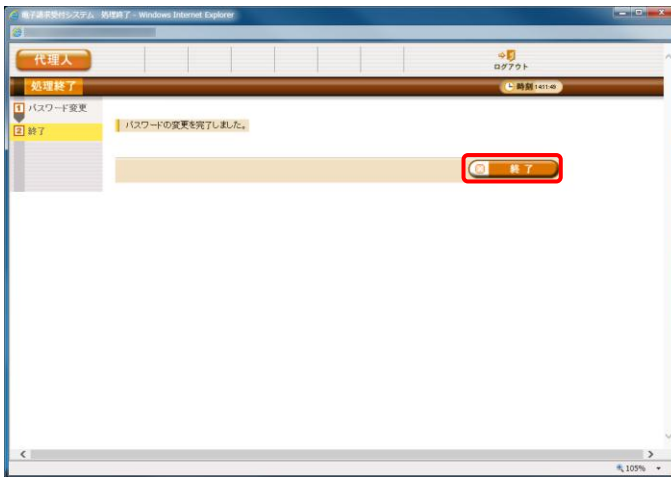 電子請求受付システム 処理終了 - Windows Internet Explorer
代理人
ログアウト
処理終了
時刻 14:51:49
1 パスワード変更
2 終了
パスワードの変更を完了しました。
終了
105%